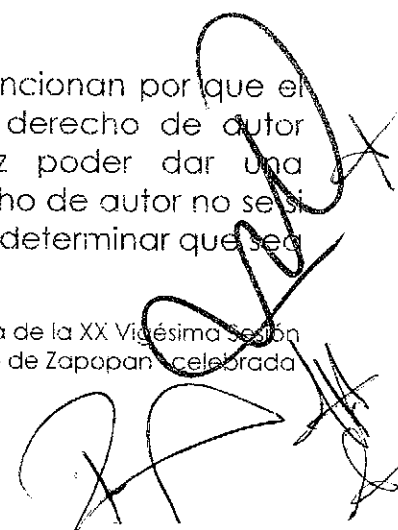 ncionan por que el
derecho de autor
z poder dar una
ho de autor no se si
determinar que sea
a de la XX Vigésima Sesión
de Zapopan celebrada